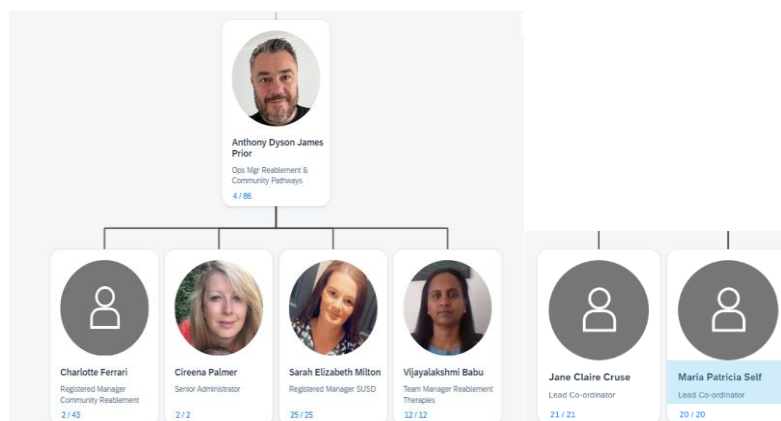 Anthony Dyson James
Prior
Ops Mgr Reablement &
Community Pathways
4 / 86
Charlotte Ferrari
Registered Manager
Community Reablement
2 / 43
Cireena Palmer
Senior Administrator
2 / 2
Sarah Elizabeth Milton
Registered Manager SUSD
25 / 25
Vijayalakshmi Babu
Team Manager Reablement
Therapies
12 / 12
Jane Claire Cruse
Lead Co-ordinator
21 / 21
Maria Patricia Self
Lead Co-ordinator
20 / 20